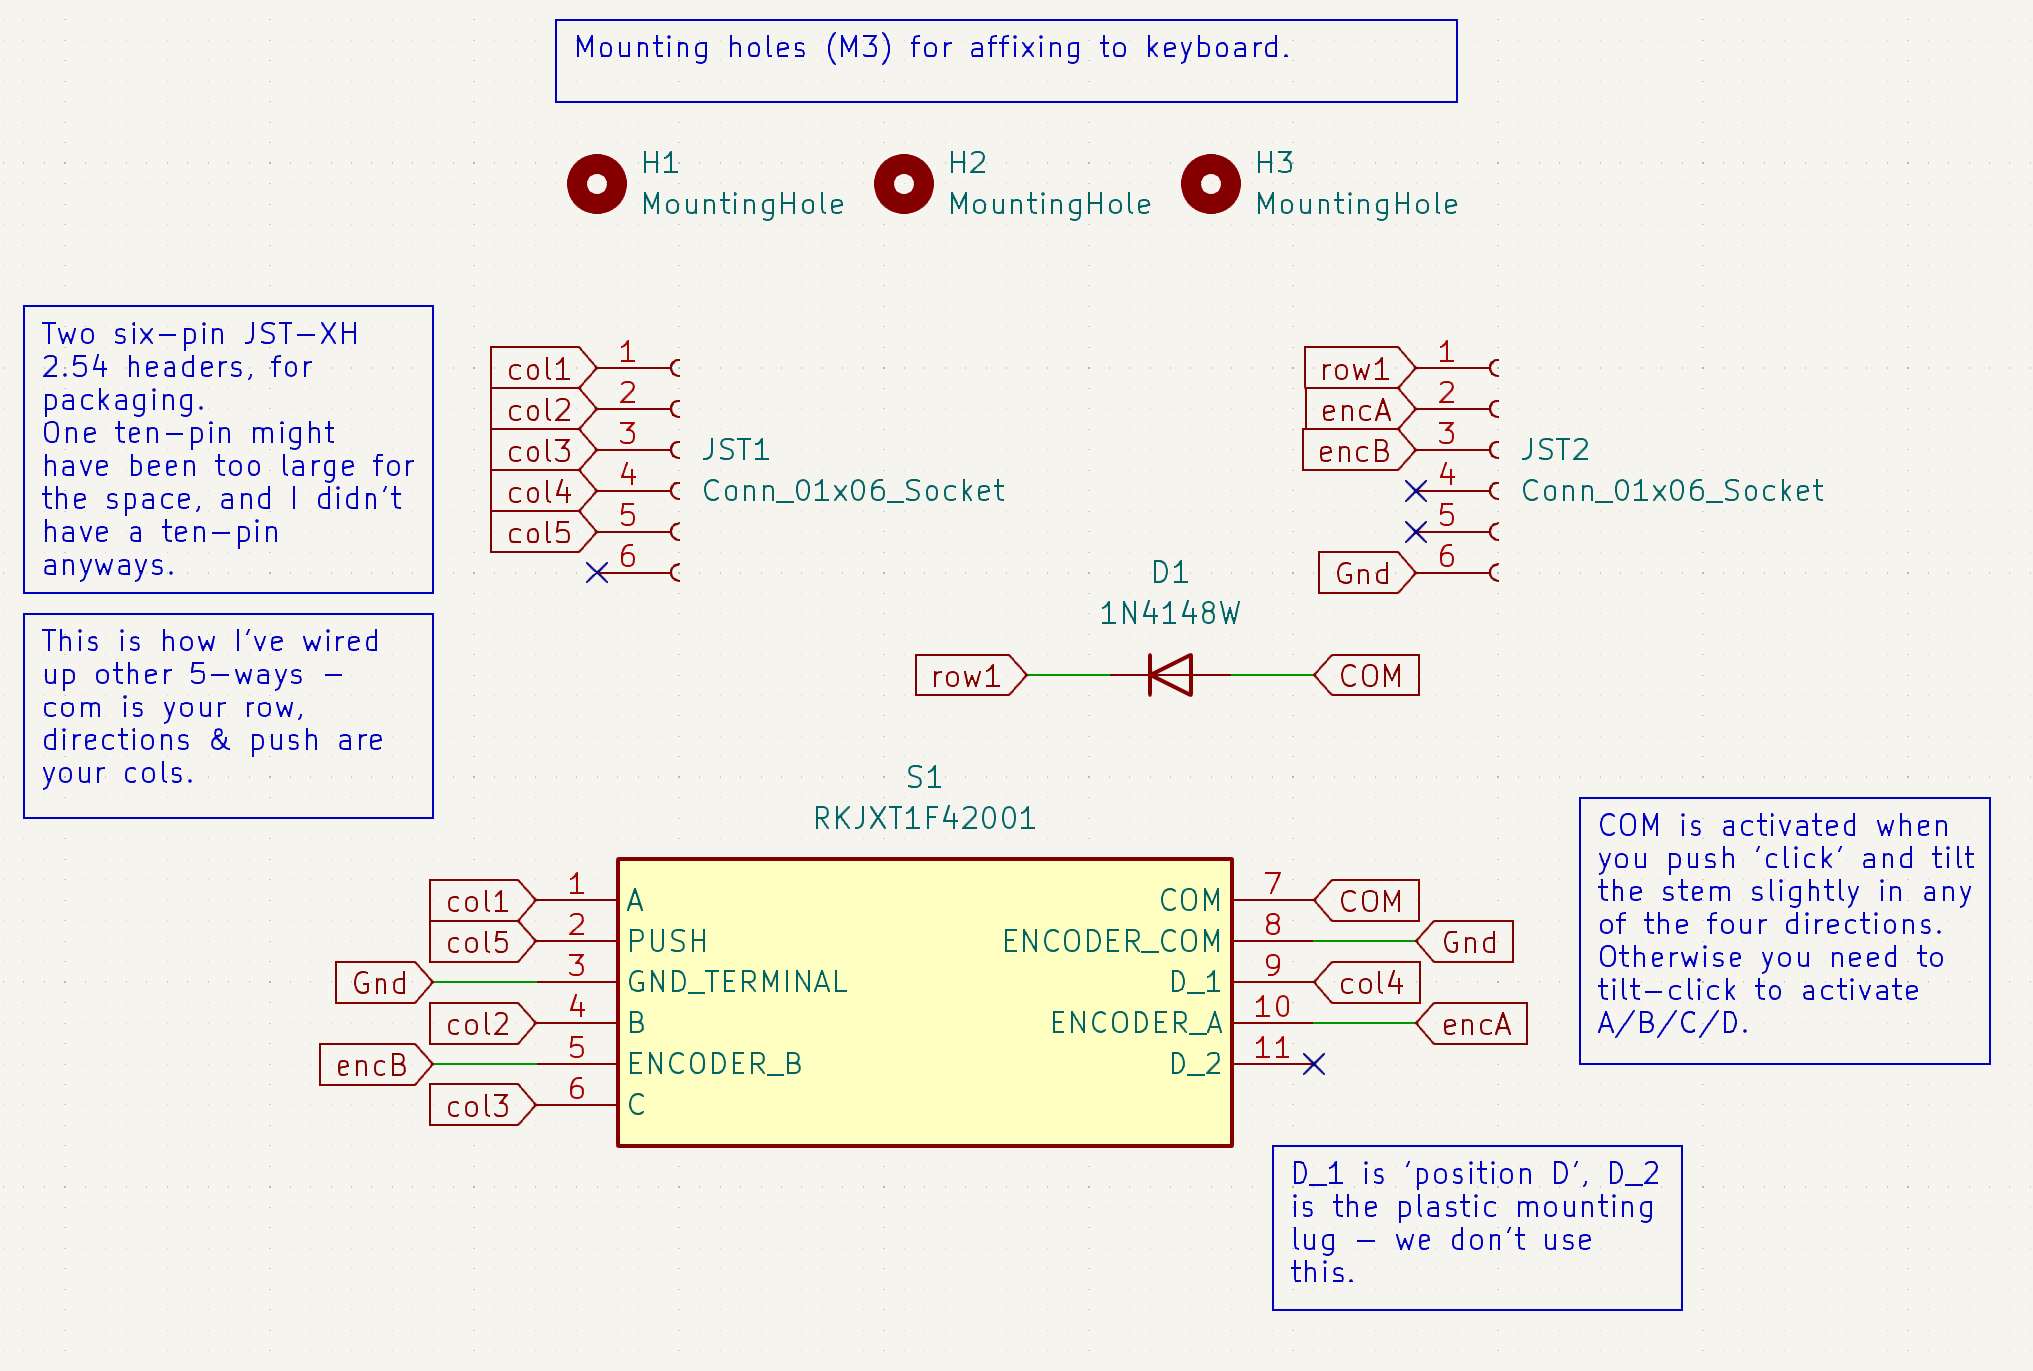 Mounting holes (M3) for affixing to keyboard.
H1
MountingHole
H2
MountingHole
H3
MountingHole
Two six-pin JST-XH
2.54 headers, for
packaging.
One ten-pin might
have been too large for
the space, and I didn't
have a ten-pin
anyways.
col1 1
col2 2
col3 3
col4 4
col5 5
6
JST1
Conn_01x06_Socket
row1 1
encA 2
encB 3
4
5
Gnd 6
JST2
Conn_01x06_Socket
This is how I've wired
up other 5-ways -
com is your row,
directions & push are
your cols.
D1
1N4148W
row1
COM
S1
RKJXT1F42001
col1 1 A
col5 2 PUSH
Gnd 3 GND_TERMINAL
col2 4 B
encB 5 ENCODER_B
col3 6 C
COM 7 COM
ENCODER_COM 8 Gnd
D_1 9 col4
ENCODER_A 10 encA
D_2 11
COM is activated when
you push 'click' and tilt
the stem slightly in any
of the four directions.
Otherwise you need to
tilt-click to activate
A/B/C/D.
D_1 is 'position D', D_2
is the plastic mounting
lug - we don't use
this.